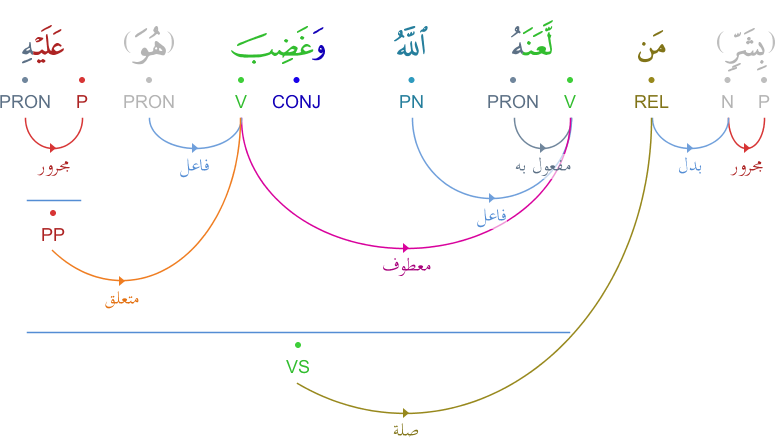 (بِشَرٍّ) مَن لَّعَنَهُ ٱللَّهُ وَغَضِبَ (هُوَ) عَلَيْهِ
PRON P PRON V CONJ PN PRON V REL N P
مجرور بدل مفعول به فاعل مجرور
فاعل
PP
معطوف
متعلق
VS
صلة